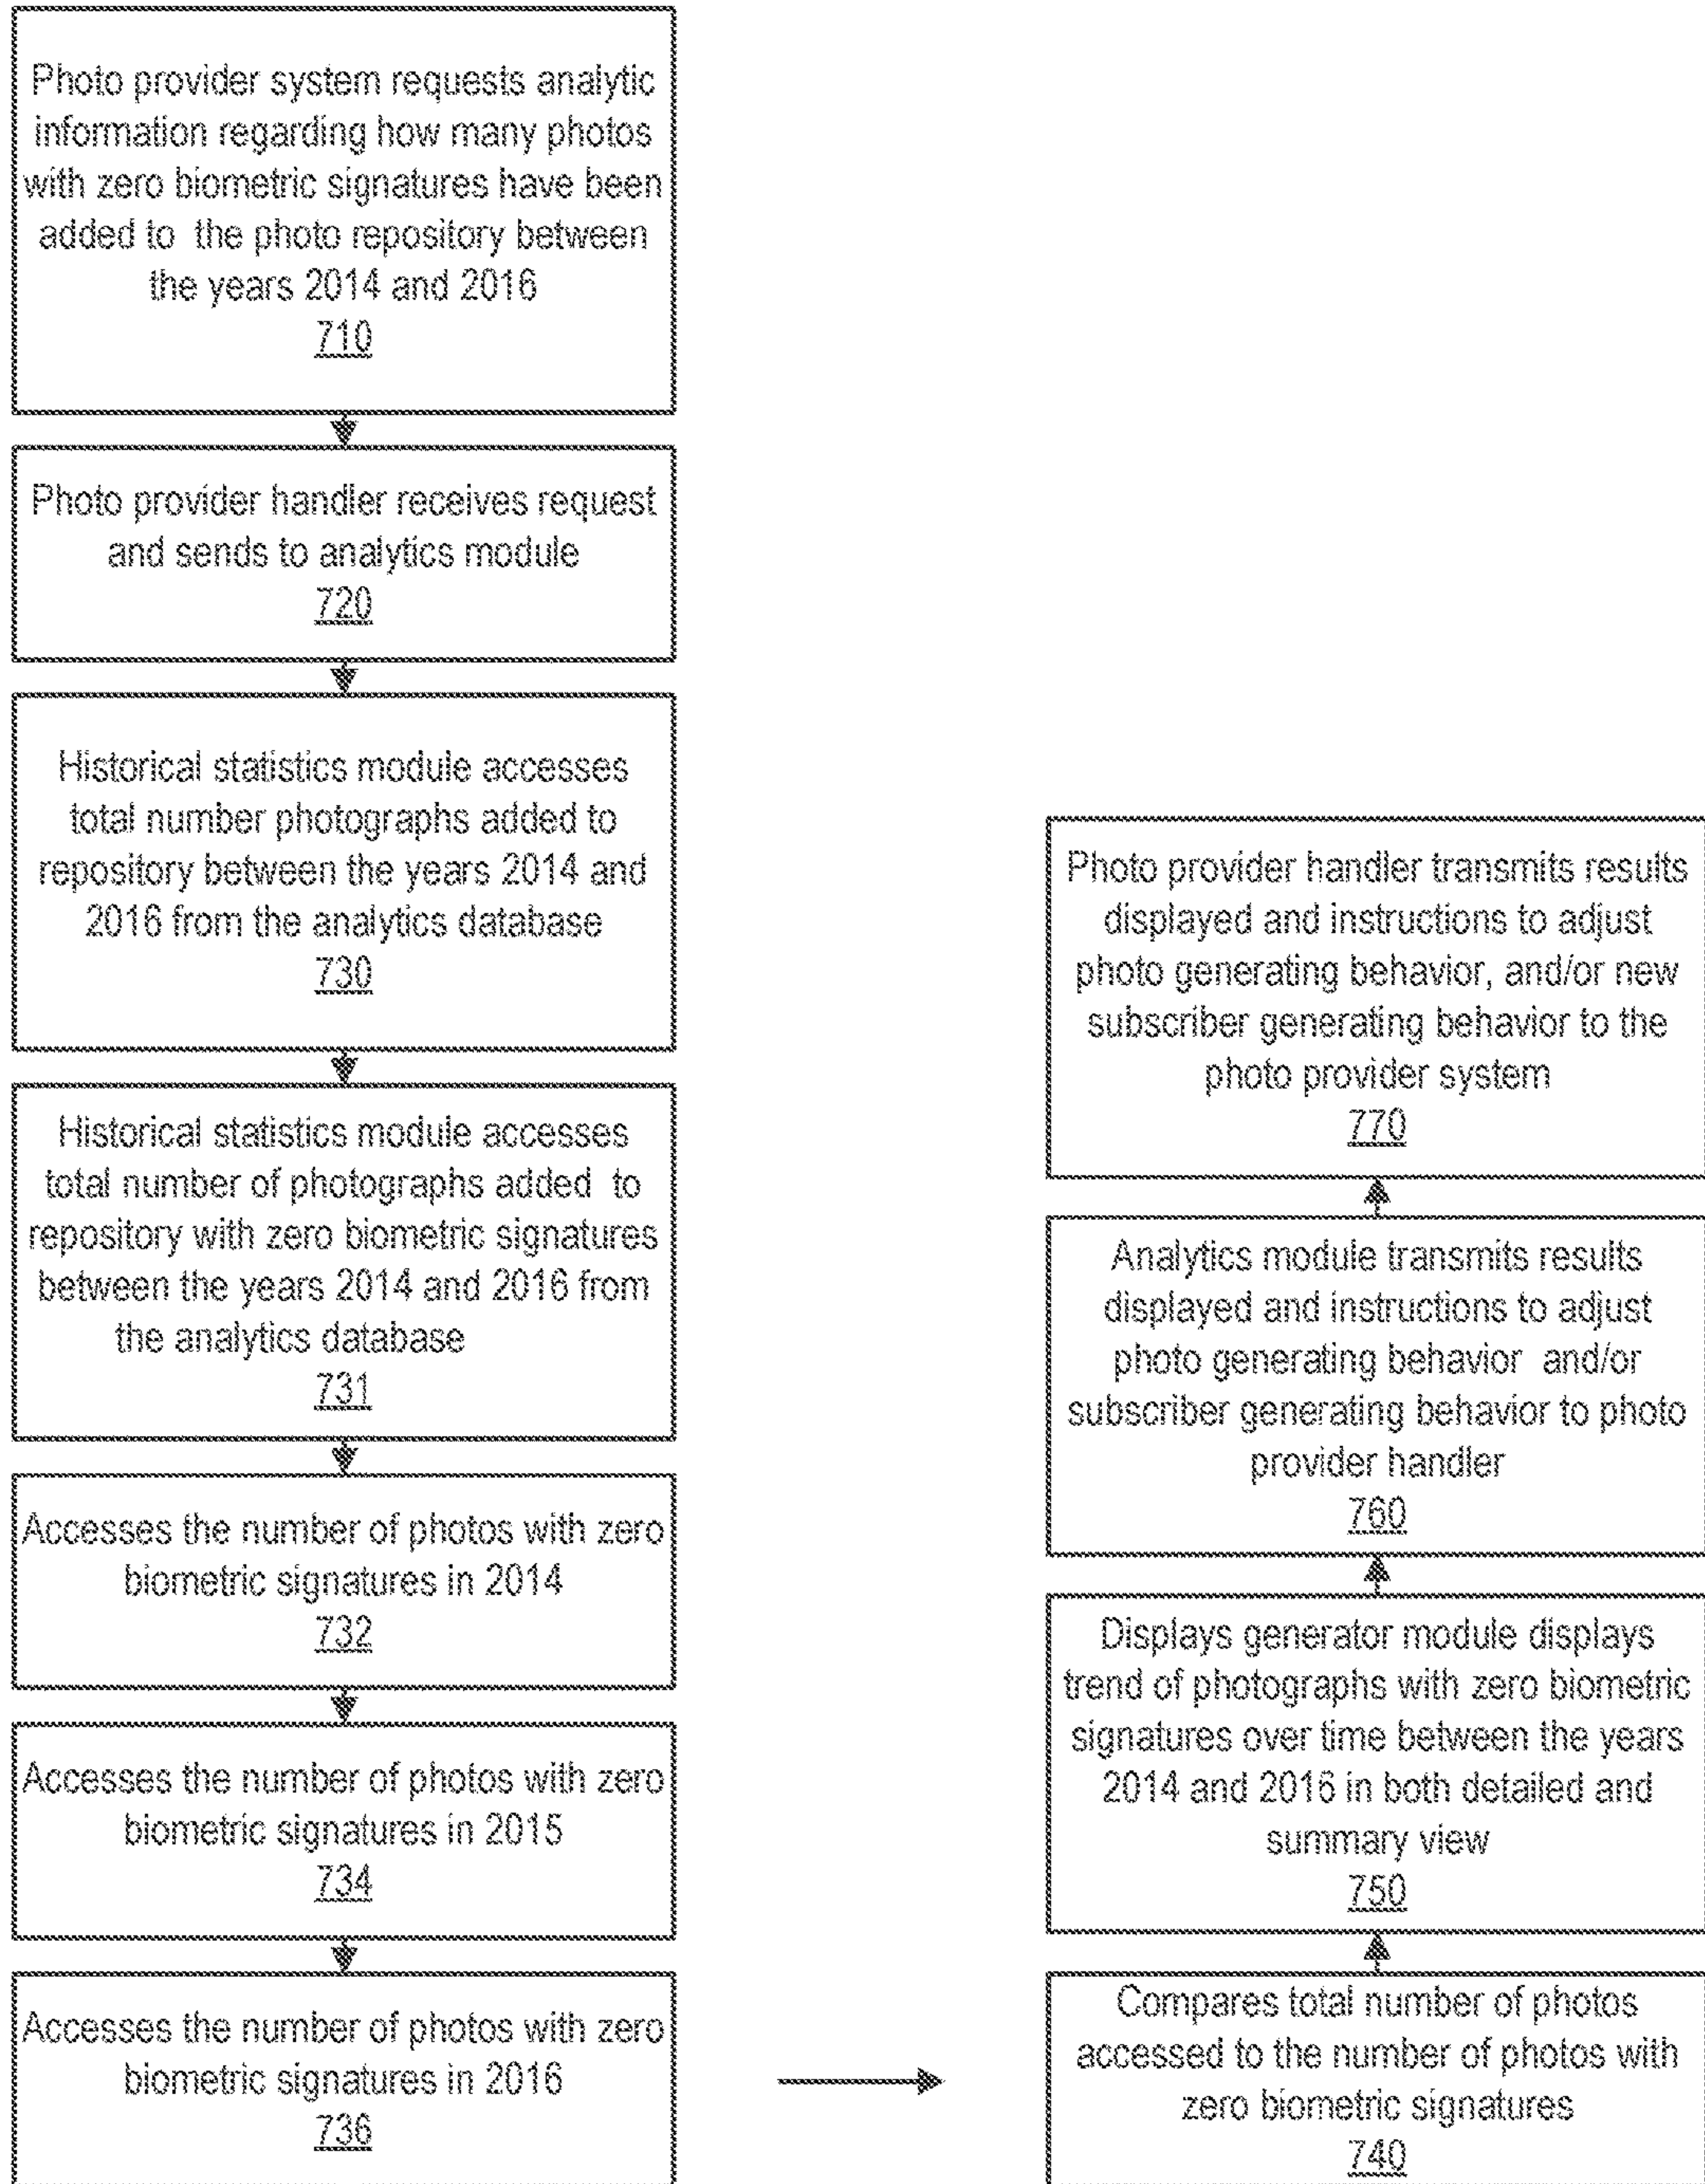 Photo provider system requests analytic
information regarding how many photos
with zero biometric signatures have been
added to the photo repository between
the years 2014 and 2016
710
Photo provider handler receives request
and sends to analytics module
720
Historical statistics module accesses
total number photographs added to
repository between the years 2014 and
2016 from the analytics database
730
Historical statistics module accesses
total number of photographs added to
repository with zero biometric signatures
between the years 2014 and 2016 from
the analytics database
731
Accesses the number of photos with zero
biometric signatures in 2014
732
Accesses the number of photos with zero
biometric signatures in 2015
734
Accesses the number of photos with zero
biometric signatures in 2016
736
Compares total number of photos
accessed to the number of photos with
zero biometric signatures
740
Displays generator module displays
trend of photographs with zero biometric
signatures over time between the years
2014 and 2016 in both detailed and
summary view
750
Analytics module transmits results
displayed and instructions to adjust
photo generating behavior and/or
subscriber generating behavior to photo
provider handler
760
Photo provider handler transmits results
displayed and instructions to adjust
photo generating behavior, and/or new
subscriber generating behavior to the
photo provider system
770